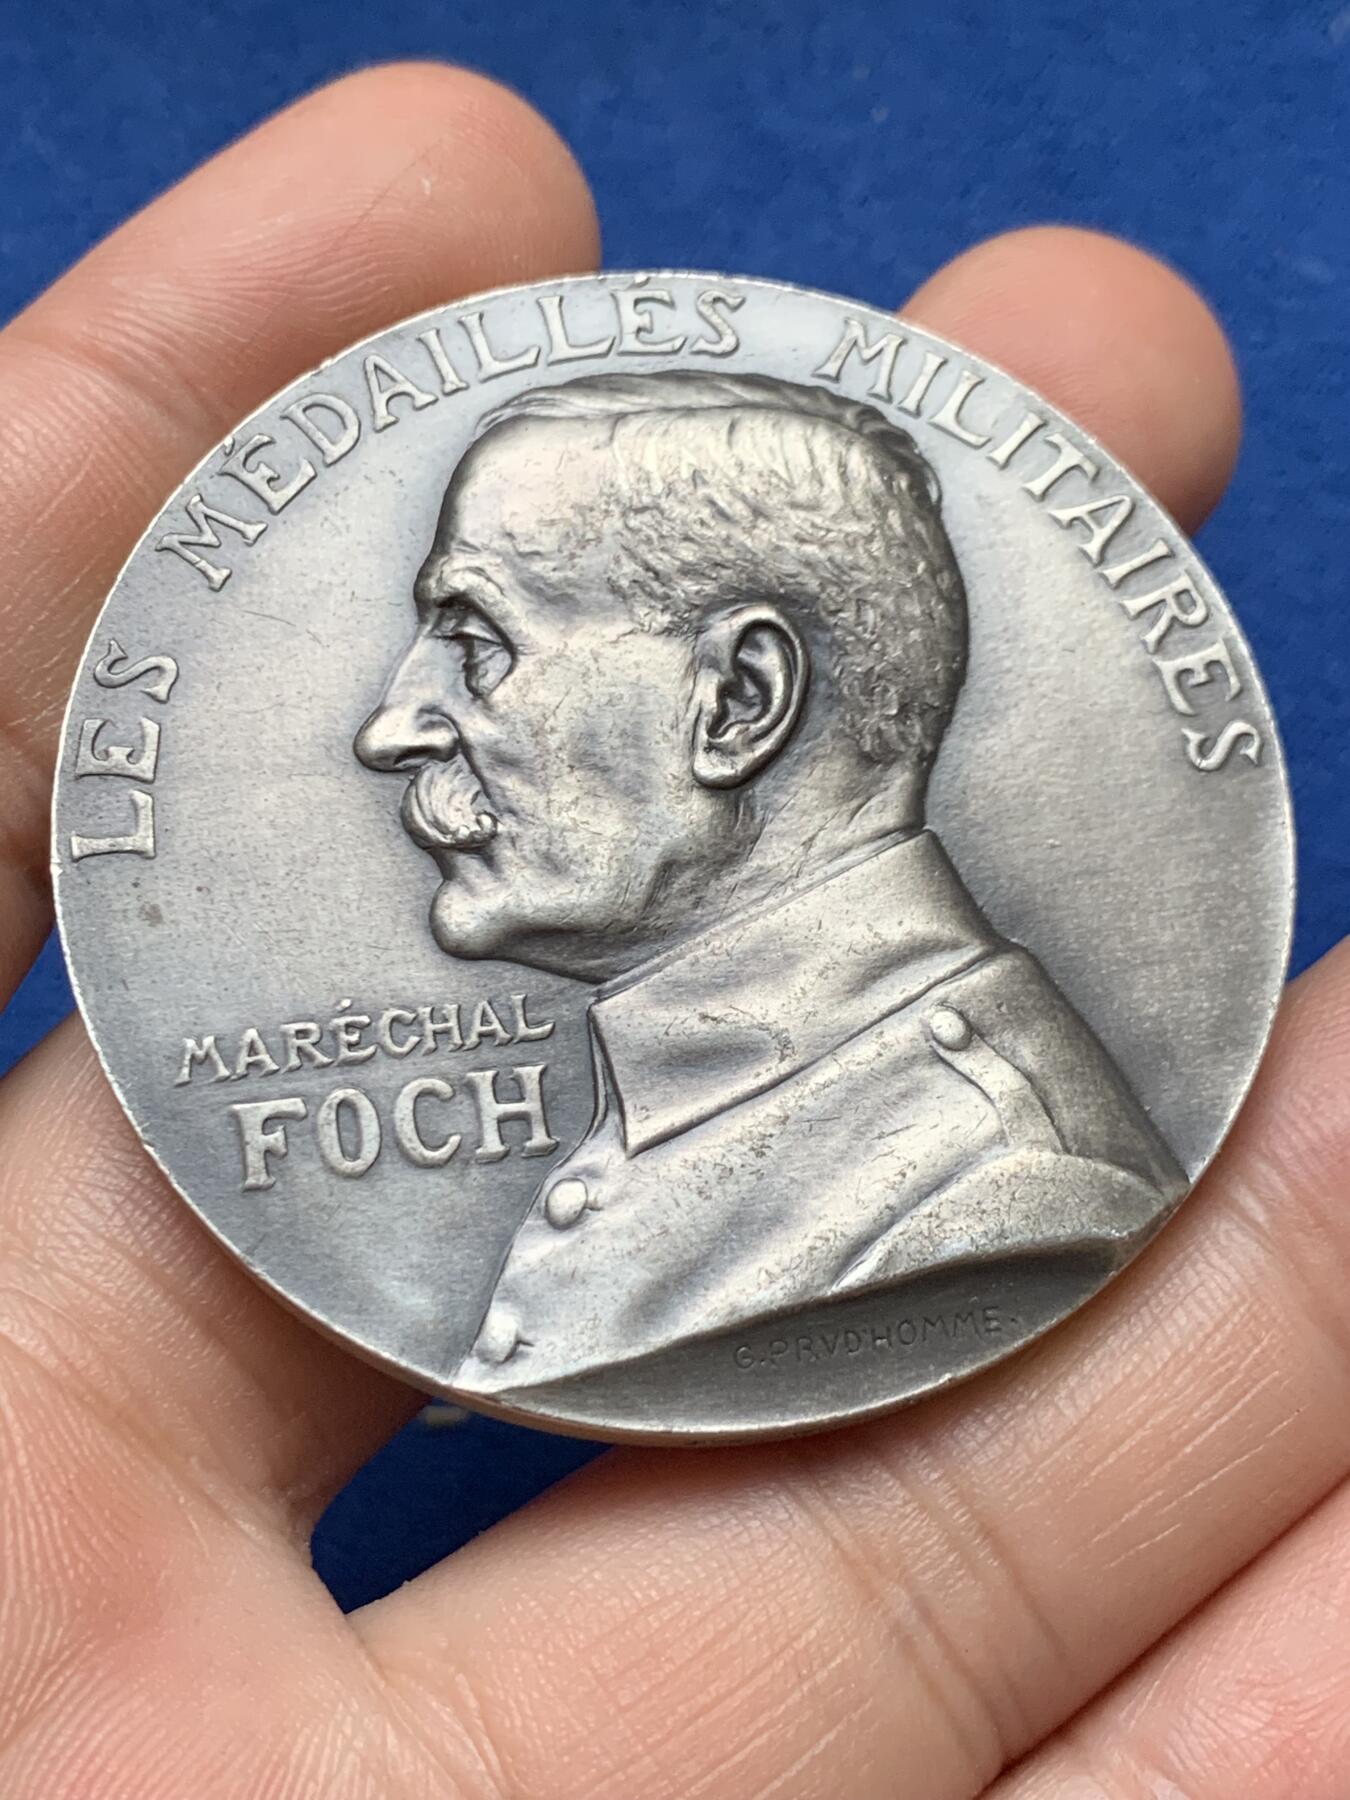 LES MÉDAILLÉS MILITAIRES
MARÉCHAL
FOCH
G.PRVD'HOMME.